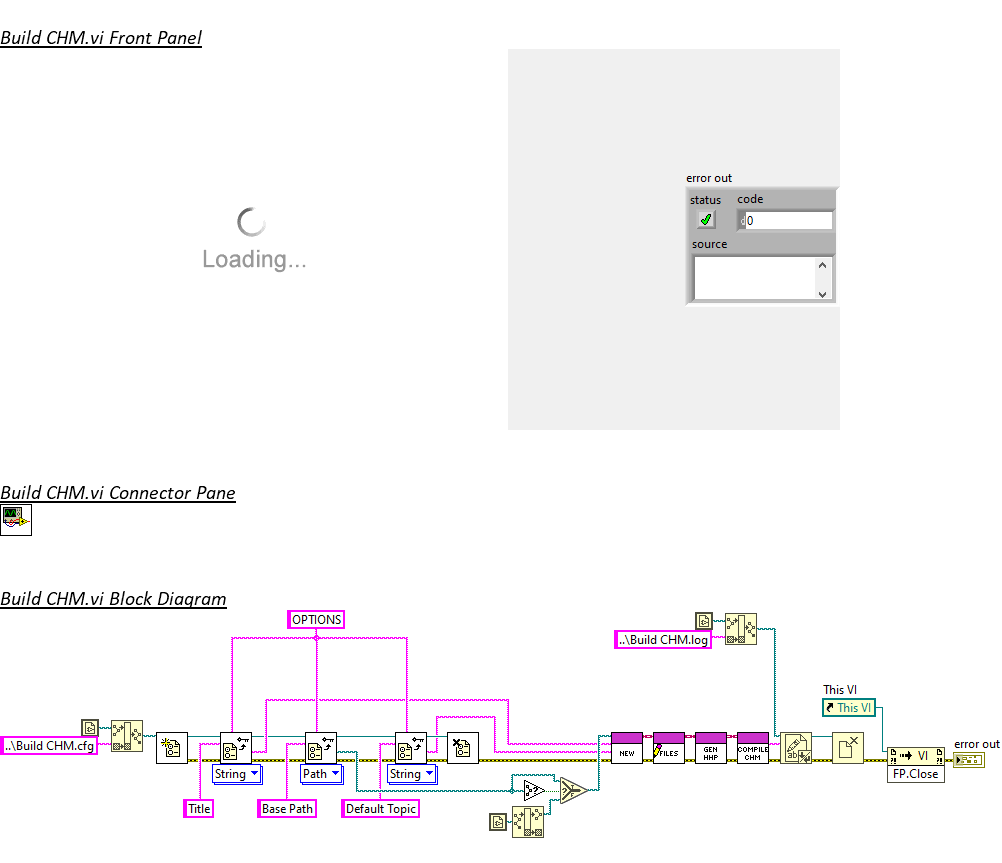 Build CHM.vi Front Panel
error out
status
code
0
source
Loading...
Build CHM.vi Connector Pane
Build CHM.vi Block Diagram
OPTIONS
..\Build CHM.log
This VI
This VI
..\Build CHM.cfg
error out
NEW
FILES
GEN HHP
COMPILE CHM
VI
FP.Close
String
Path
String
Title
Base Path
Default Topic